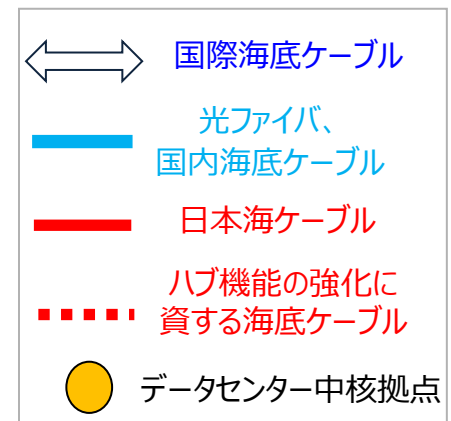 国際海底ケーブル
光ファイバ、
国内海底ケーブル
日本海ケーブル
ハブ機能の強化に
資する海底ケーブル
データセンター中核拠点